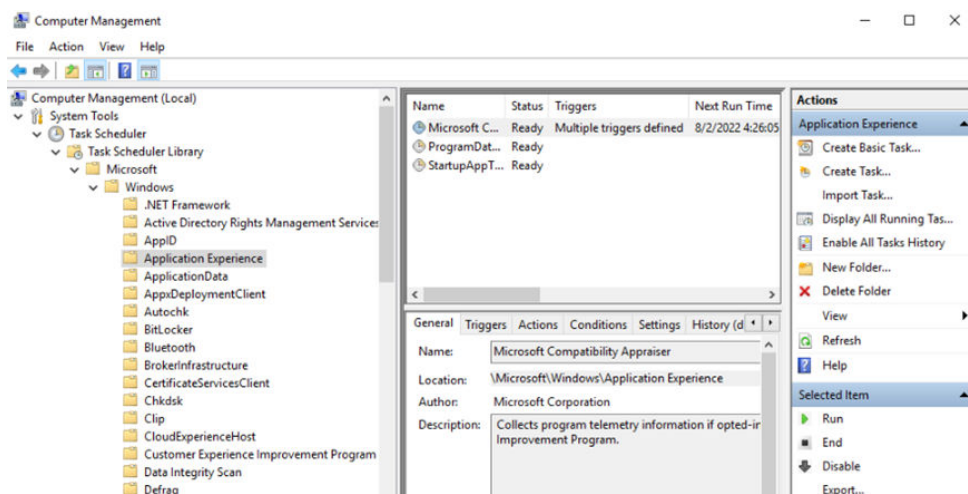 Computer Management
File Action View Help
Computer Management (Local)
System Tools
Task Scheduler
Task Scheduler Library
Microsoft
Windows
.NET Framework
Active Directory Rights Management Services
AppID
Application Experience
ApplicationData
AppxDeploymentClient
Autochk
BitLocker
Bluetooth
BrokerInfrastructure
CertificateServicesClient
Chkdsk
Clip
CloudExperienceHost
Customer Experience Improvement Program
Data Integrity Scan
Defrag
Name Status Triggers Next Run Time
Microsoft C... Ready Multiple triggers defined 8/2/2022 4:26:05
ProgramDat... Ready
StartupAppT... Ready
General Triggers Actions Conditions Settings History (d
Name: Microsoft Compatibility Appraiser
Location: \Microsoft\Windows\Application Experience
Author: Microsoft Corporation
Description: Collects program telemetry information if opted-in
Improvement Program.
Actions
Application Experience
Create Basic Task...
Create Task...
Import Task...
Display All Running Tas...
Enable All Tasks History
New Folder...
Delete Folder
View
Refresh
Help
Selected Item
Run
End
Disable
Export...